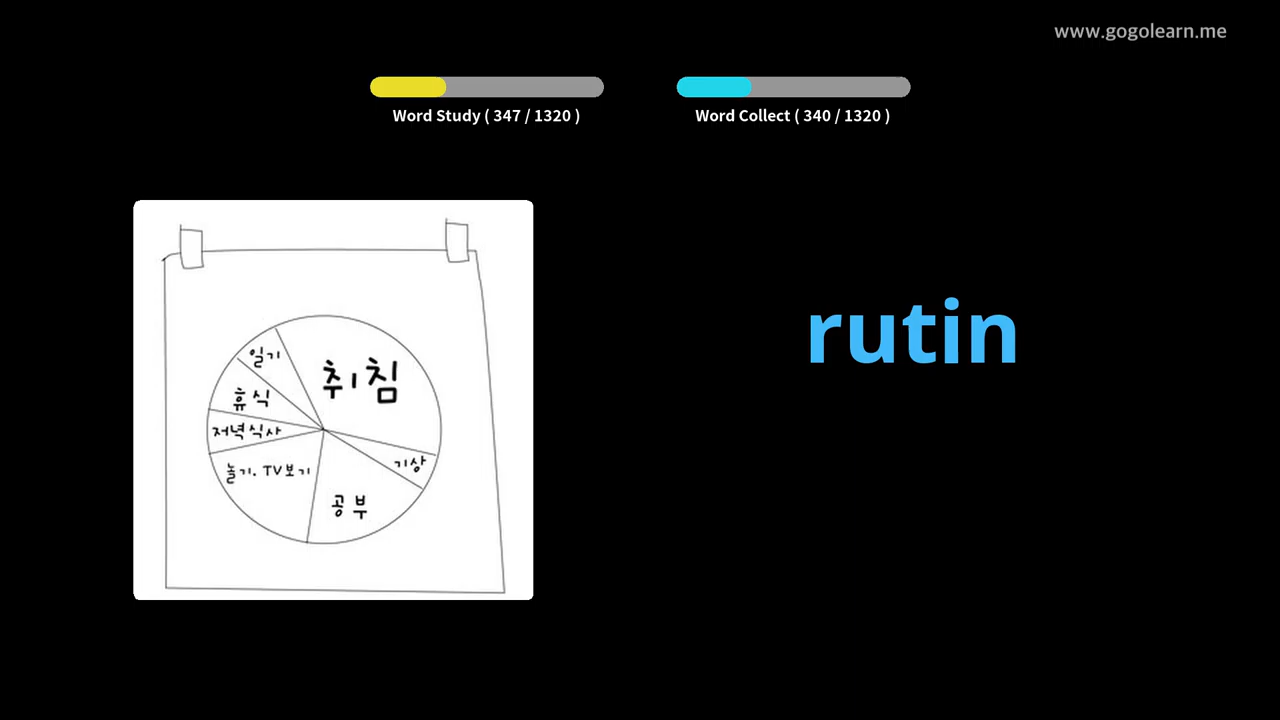 www.gogolearn.me
Word Study ( 347 / 1320 )
Word Collect ( 340 / 1320 )
일기
취침
휴식
저녁식사
놀기. TV보기
기상
공부
rutin